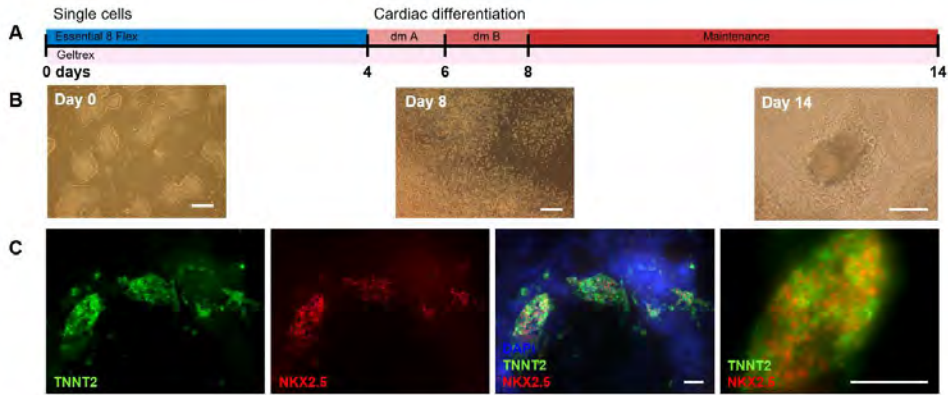 Single cells Cardiac differentiation
A
Essential 8 Flex dm A dm B Maintenance
Geltrex
0 days 4 6 8 14
B
Day 0 Day 8 Day 14
C
DAPI
TNNT2 TNNT2 TNNT2
NKX2.5 NKX2.5 NKX2.5